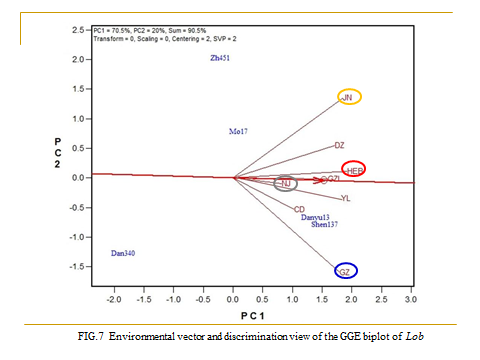 PC1 = 70.5%, PC2 = 20%, Sum = 90.5%
Transform = 0, Scaling = 0, Centering = 2, SVP = 2
2.5
2.0
1.5
1.0
0.5
0.0
-0.5
-1.0
-1.5
PC2
Zh451
JN
Mo17
DZ
HEB
NJ
YL
CD
Danyu13
Shen137
Dan340
GZ
-2.0 -1.5 -1.0 -0.5 0.0 0.5 1.0 1.5 2.0 2.5 3.0
PC1
FIG.7 Environmental vector and discrimination view of the GGE biplot of Lob